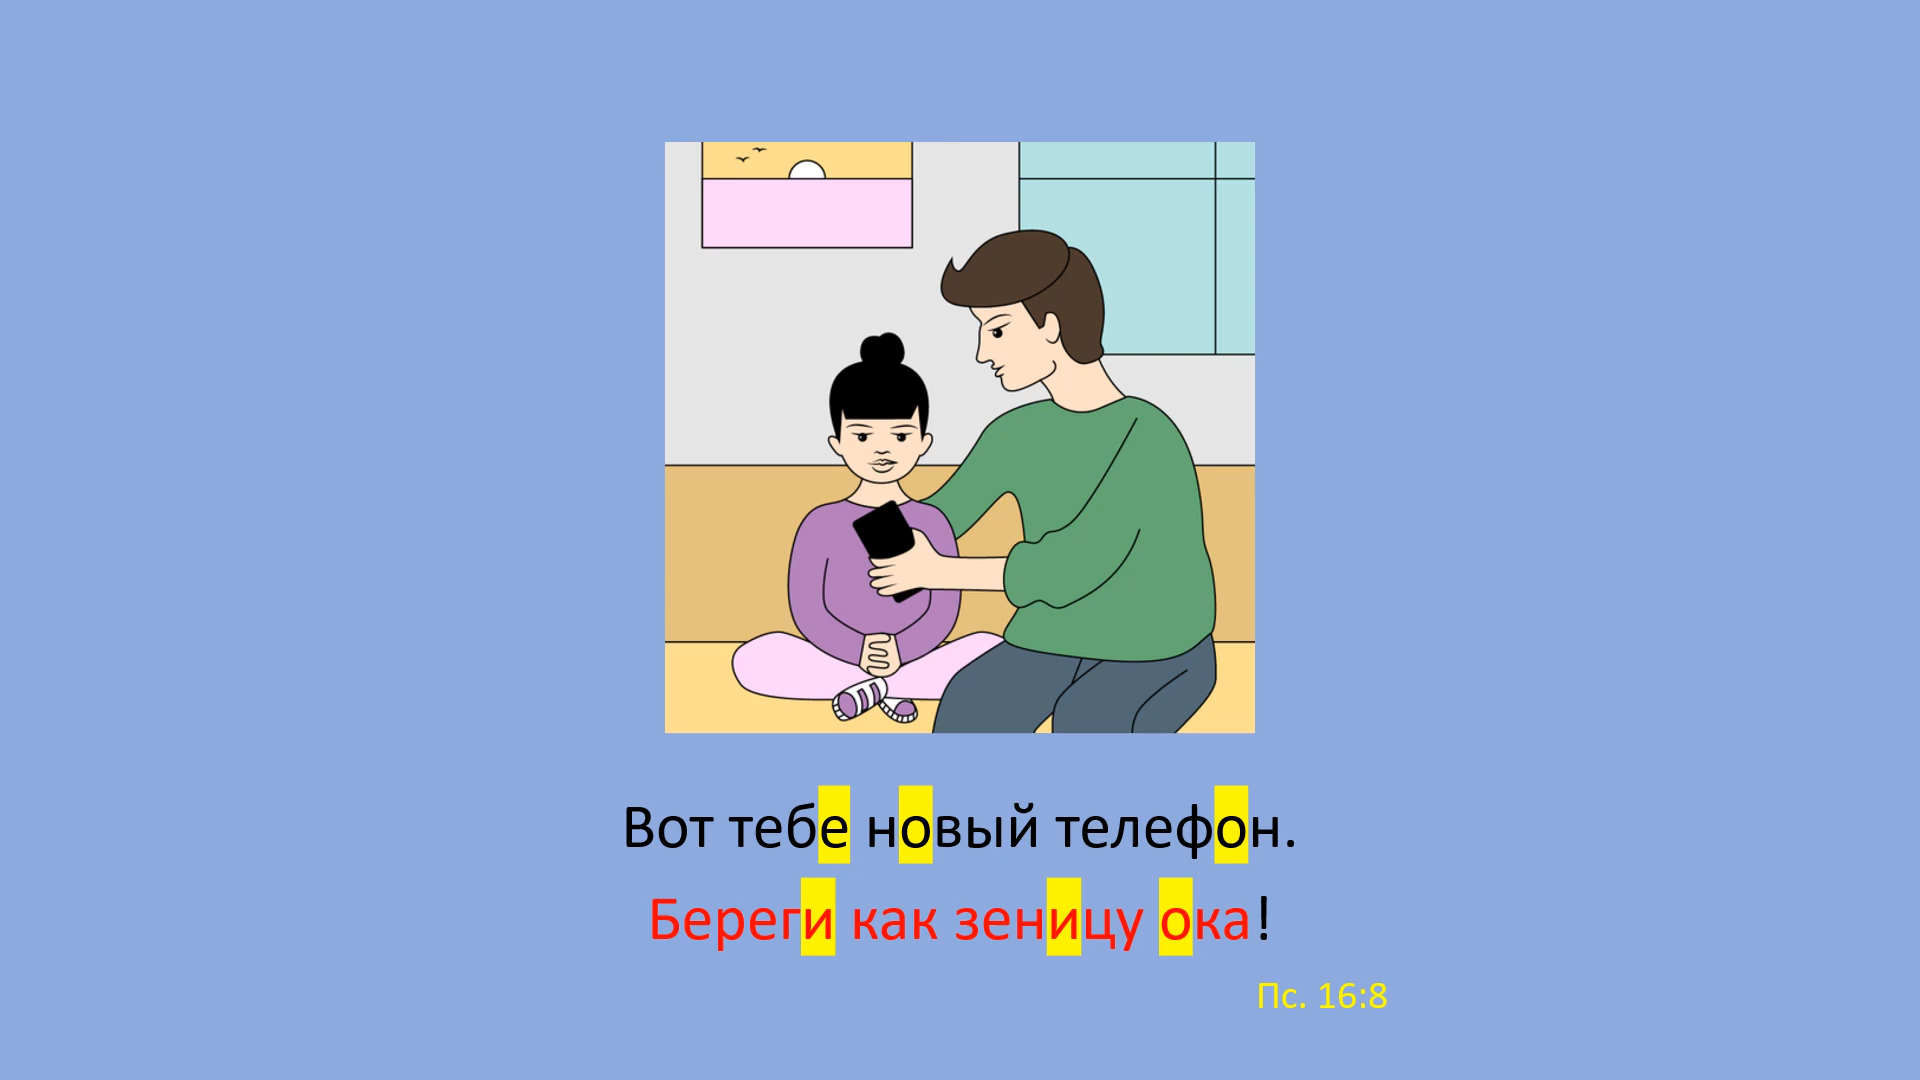 Вот тебе новый телефон.
Береги как зеницу ока!
Пс. 16:8